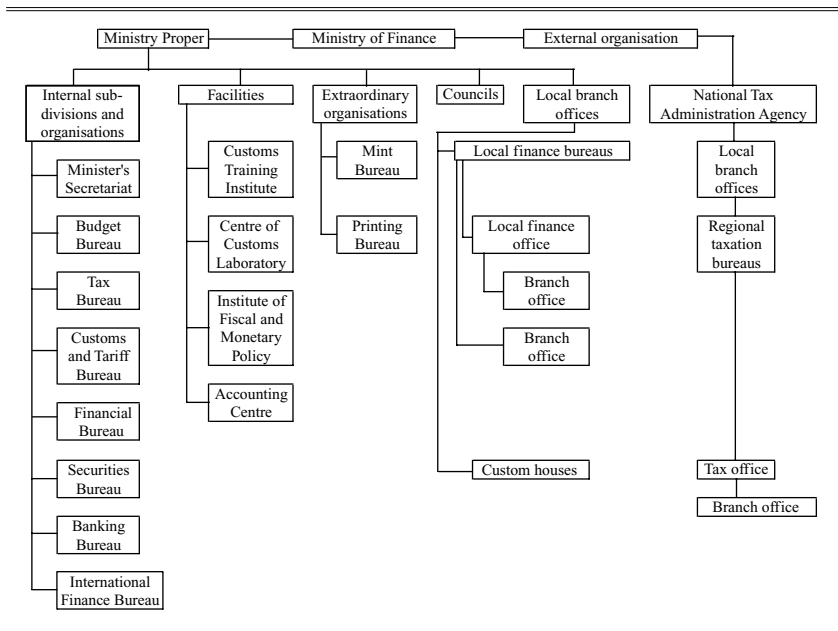 Ministry Proper
Ministry of Finance
External organisation
Internal sub-
divisions and
organisations
Facilities
Extraordinary
organisations
Councils
Local branch
offices
National Tax
Administration Agency
Minister's
Secretariat
Budget
Bureau
Tax
Bureau
Customs
and Tariff
Bureau
Financial
Bureau
Securities
Bureau
Banking
Bureau
International
Finance Bureau
Customs
Training
Institute
Centre of
Customs
Laboratory
Institute of
Fiscal and
Monetary
Policy
Accounting
Centre
Mint
Bureau
Printing
Bureau
Local finance bureaus
Local finance
office
Branch
office
Branch
office
Custom houses
Local
branch
offices
Regional
taxation
bureaus
Tax office
Branch office